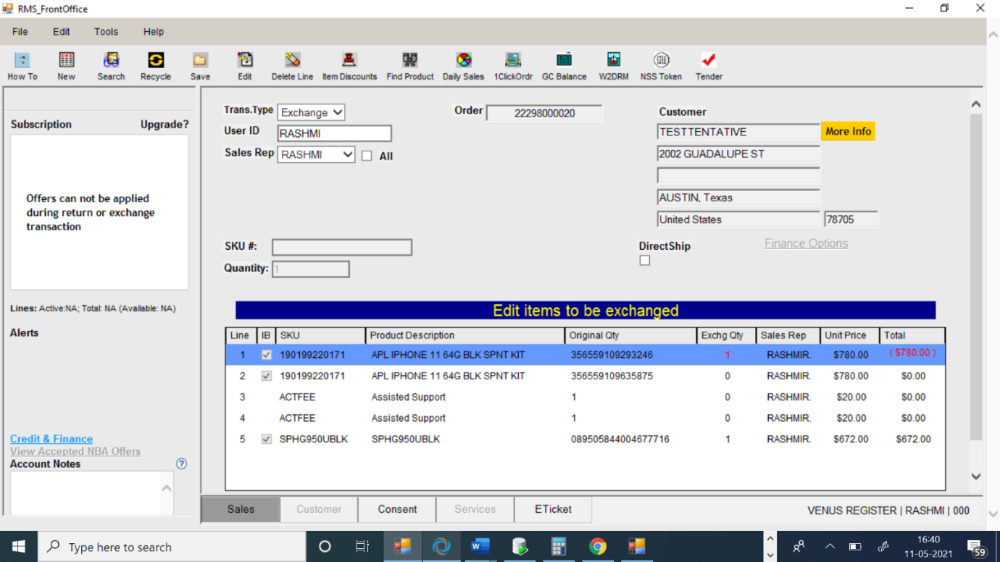 RMS_FrontOffice
File Edit Tools Help
How To New Search Recycle Save Edit Delete Line Item Discounts Find Product Daily Sales 1ClickOrdr GC Balance W2DRM NSS Token Tender
Subscription Upgrade?
Offers can not be applied
during return or exchange
transaction
Lines: Active:NA; Total: NA (Available: NA)
Alerts
Credit & Finance
View Accepted NBA Offers
Account Notes ?
Trans.Type Exchange
User ID RASHMI
Sales Rep RASHMI All
Order 22298000020
Customer
TESTTENTATIVE More Info
2002 GUADALUPE ST
AUSTIN, Texas
United States 78705
SKU #:
Quantity: 1
DirectShip
Finance Options
Edit items to be exchanged
Line IB SKU Product Description Original Qty Exchg Qty Sales Rep Unit Price Total
1 190199220171 APL IPHONE 11 64G BLK SPNT KIT 356559109293246 1 RASHMIR. $780.00 ( $780.00 )
2 190199220171 APL IPHONE 11 64G BLK SPNT KIT 356559109635875 0 RASHMIR. $780.00 $0.00
3 ACTFEE Assisted Support 1 0 RASHMIR. $20.00 $0.00
4 ACTFEE Assisted Support 1 0 RASHMIR. $20.00 $0.00
5 SPHG950UBLK SPHG950UBLK 089505844004677716 1 RASHMIR. $672.00 $672.00
Sales Customer Consent Services ETicket
VENUS REGISTER | RASHMI | 000
Type here to search
16:40
11-05-2021
59